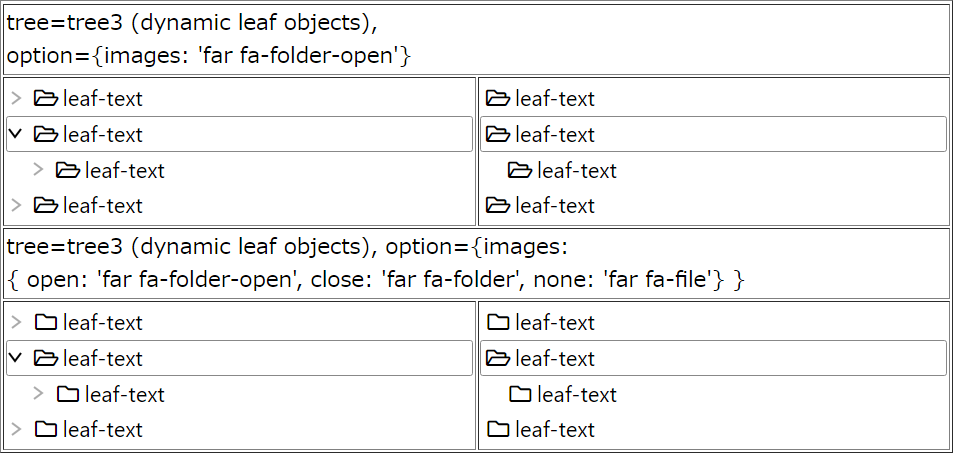 tree=tree3 (dynamic leaf objects),
option={images: 'far fa-folder-open'}
leaf-text
leaf-text
leaf-text
leaf-text
leaf-text
leaf-text
leaf-text
leaf-text
tree=tree3 (dynamic leaf objects), option={images:
{ open: 'far fa-folder-open', close: 'far fa-folder', none: 'far fa-file'} }
leaf-text
leaf-text
leaf-text
leaf-text
leaf-text
leaf-text
leaf-text
leaf-text